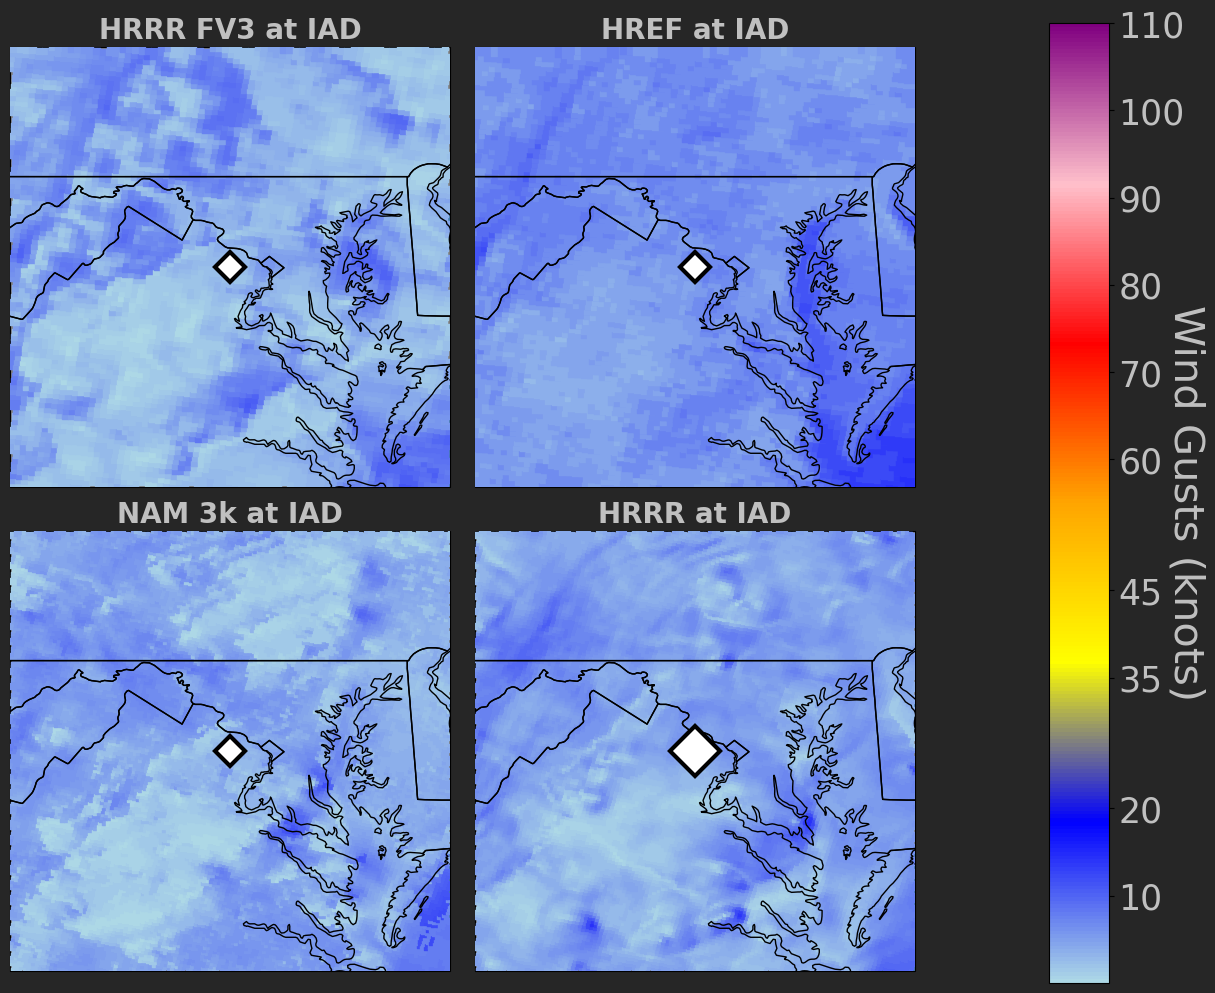 HRRR FV3 at IAD
HREF at IAD
NAM 3k at IAD
HRRR at IAD
110
100
90
80
70
60
45
35
20
10
Wind Gusts (knots)